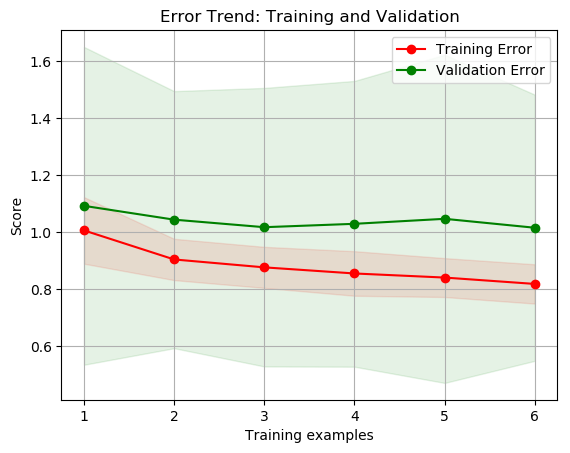 Error Trend: Training and Validation
Training Error
Validation Error
Score
1.6
1.4
1.2
1.0
0.8
0.6
1 2 3 4 5 6
Training examples